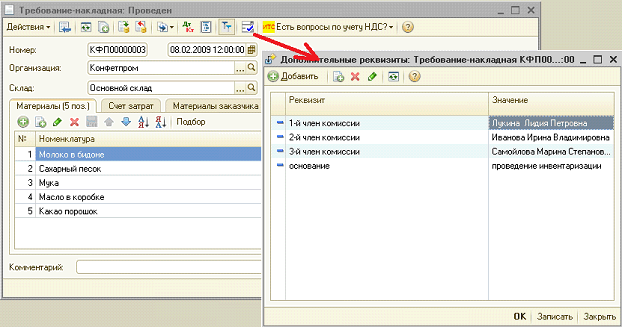 Требование-накладная: Проведен
Действия
Дт Кт
Тт
ИТС Есть вопросы по учету НДС?
Номер: КФП00000003 08.02.2009 12:00:00
Организация: Конфетпром
Склад: Основной склад
Материалы (5 поз.) Счет затрат Материалы заказчика
Подбор
№ Номенклатура
1 Молоко в бидоне
2 Сахарный песок
3 Мука
4 Масло в коробке
5 Какао порошок
Комментарий:
Дополнительные реквизиты: Требование-накладная КФП00...:00
Добавить
Реквизит Значение
1-й член комиссии Лукина Лидия Петровна
2-й член комиссии Иванова Ирина Владимировна
3-й член комиссии Самойлова Марина Степанов...
основание проведение инвентаризации
OK Записать Закрыть